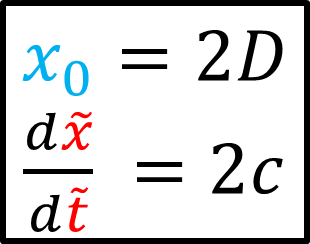 x₀ = 2D
dx̃/dt̃ = 2c